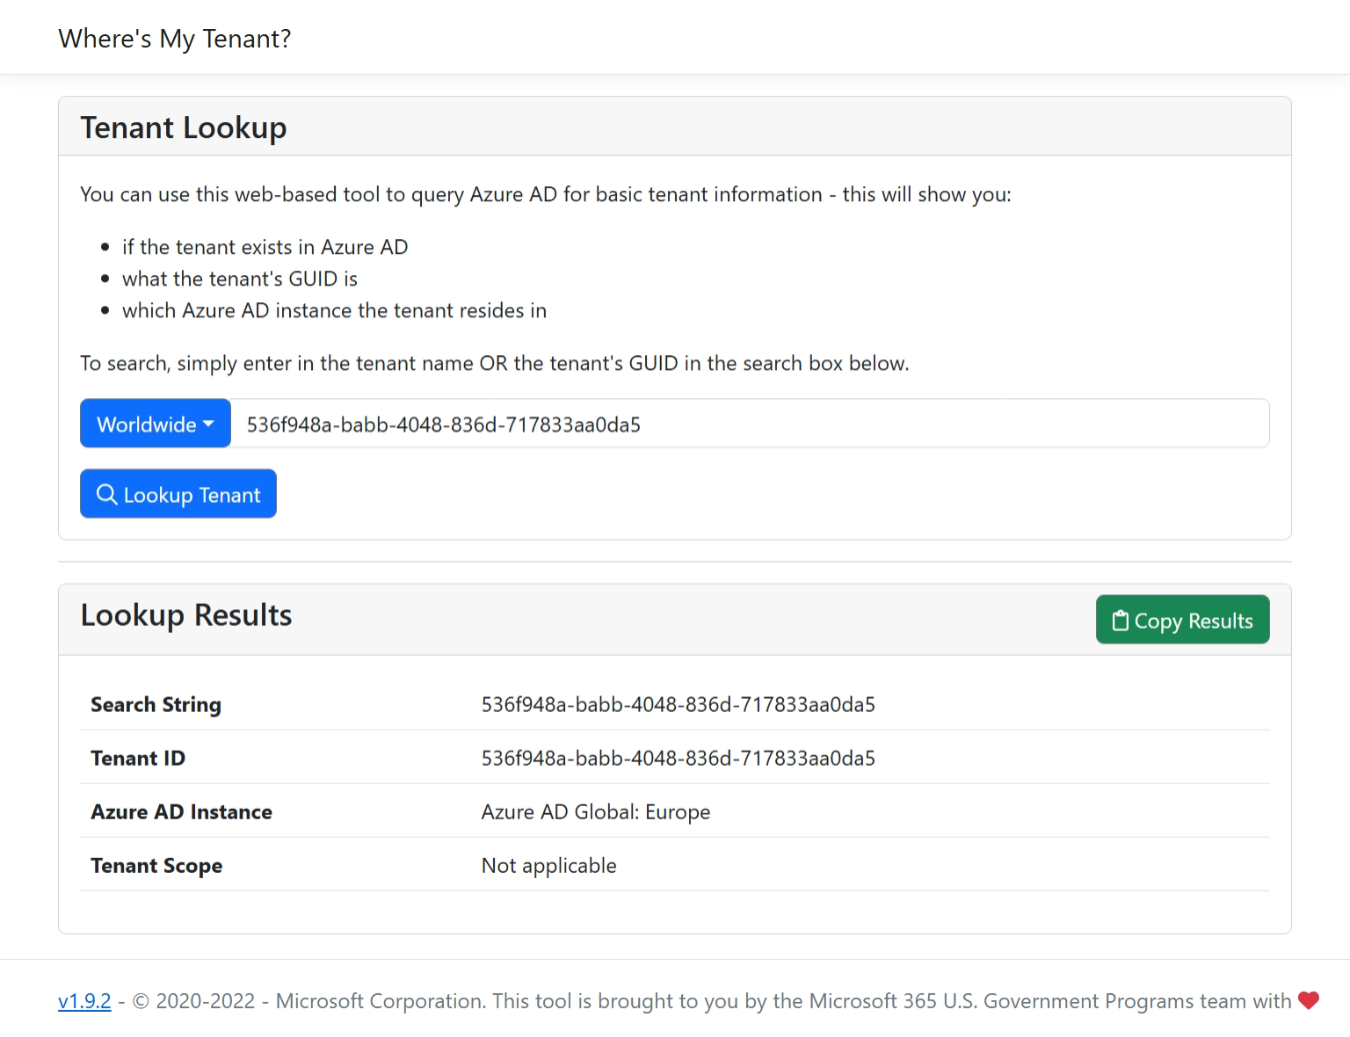 Where's My Tenant?
Tenant Lookup
You can use this web-based tool to query Azure AD for basic tenant information - this will show you:
• if the tenant exists in Azure AD
• what the tenant's GUID is
• which Azure AD instance the tenant resides in
To search, simply enter in the tenant name OR the tenant's GUID in the search box below.
Worldwide 536f948a-babb-4048-836d-717833aa0da5
Lookup Tenant
Lookup Results
Copy Results
Search String 536f948a-babb-4048-836d-717833aa0da5
Tenant ID 536f948a-babb-4048-836d-717833aa0da5
Azure AD Instance Azure AD Global: Europe
Tenant Scope Not applicable
v1.9.2 - © 2020-2022 - Microsoft Corporation. This tool is brought to you by the Microsoft 365 U.S. Government Programs team with ❤